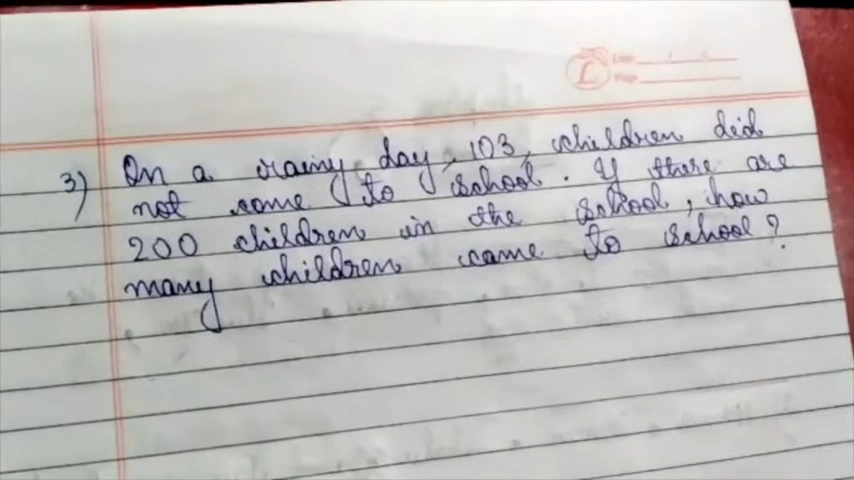 3) On a rainy day, 103, children did
not come to school. If there are
200 children in the school, how
many children came to school?